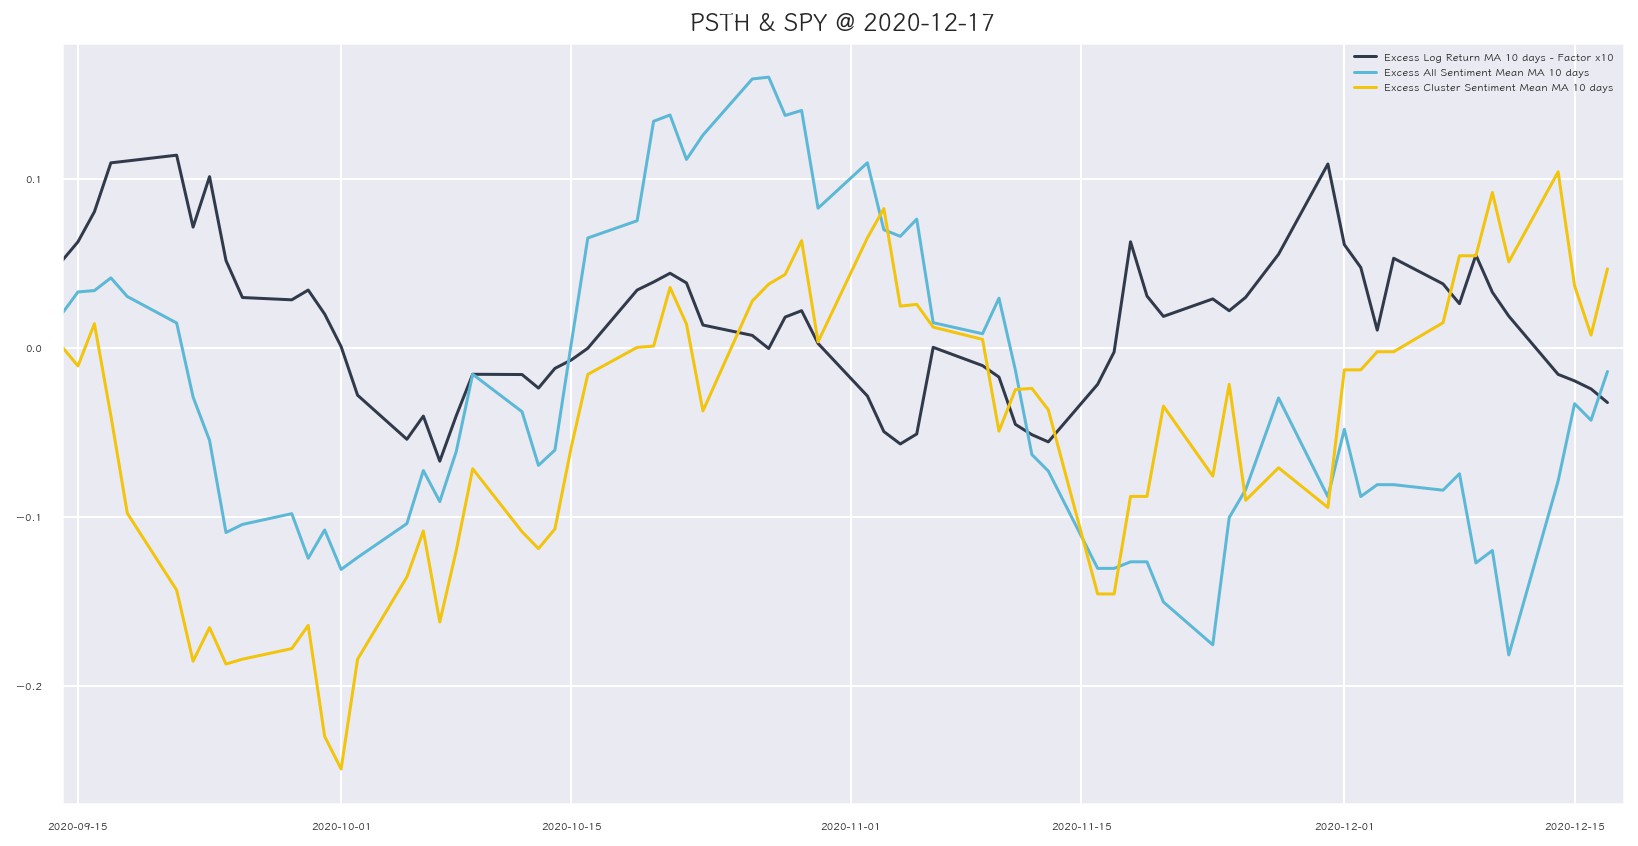 PSTH & SPY @ 2020-12-17
Excess Log Return MA 10 days - Factor x10
Excess All Sentiment Mean MA 10 days
Excess Cluster Sentiment Mean MA 10 days
0.1
0.0
−0.1
−0.2
2020-09-15 2020-10-01 2020-10-15 2020-11-01 2020-11-15 2020-12-01 2020-12-15